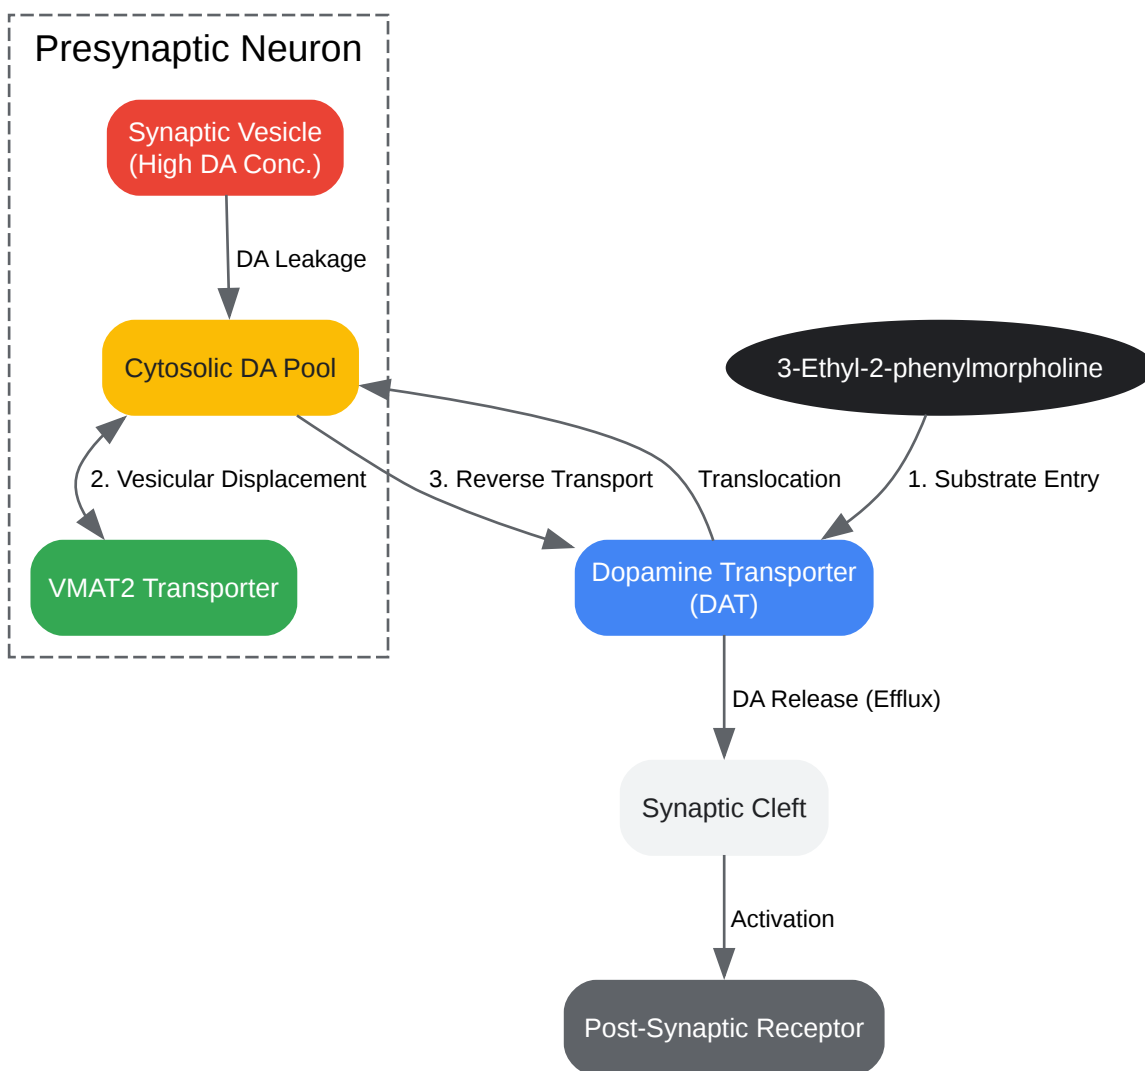 Presynaptic Neuron
Synaptic Vesicle
(High DA Conc.)
DA Leakage
Cytosolic DA Pool
3-Ethyl-2-phenylmorpholine
2. Vesicular Displacement
3. Reverse Transport
Translocation
1. Substrate Entry
VMAT2 Transporter
Dopamine Transporter
(DAT)
DA Release (Efflux)
Synaptic Cleft
Activation
Post-Synaptic Receptor